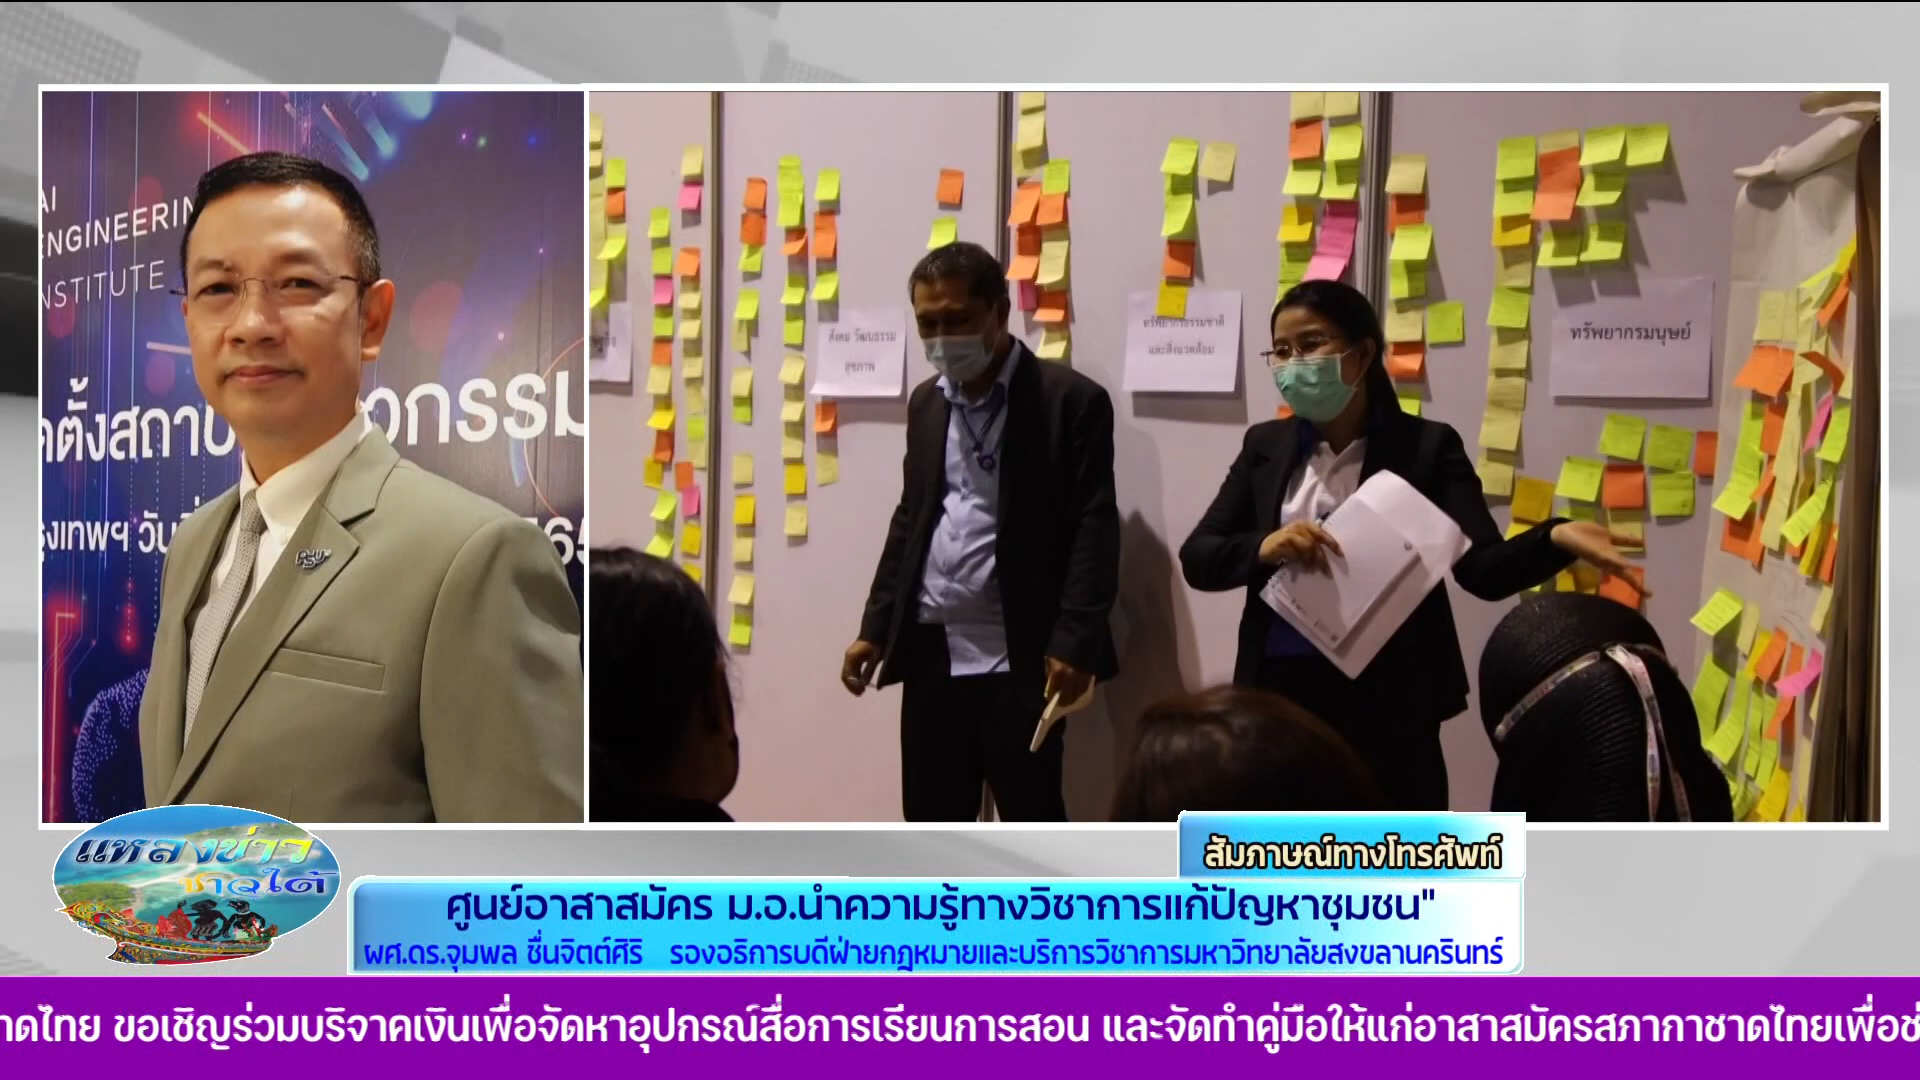 AI
ENGINEERIN
INSTITUTE
ดตั้งสถาบ
วกรรม
รุงเทพฯ วันที่
565
PSU
สังคม วัฒนธรรม
สุขภาพ
ทรัพยากรธรรมชาติ
และสิ่งแวดล้อม
ทรัพยากรมนุษย์
แหลงข่าว
ชาวใต้
สัมภาษณ์ทางโทรศัพท์
ศูนย์อาสาสมัคร ม.อ.นำความรู้ทางวิชาการแก้ปัญหาชุมชน"
ผศ.ดร.จุมพล ชื่นจิตต์ศิริ รองอธิการบดีฝ่ายกฎหมายและบริการวิชาการมหาวิทยาลัยสงขลานครินทร์
าดไทย ขอเชิญร่วมบริจาคเงินเพื่อจัดหาอุปกรณ์สื่อการเรียนการสอน และจัดทำคู่มือให้แก่อาสาสมัครสภากาชาดไทยเพื่อช่